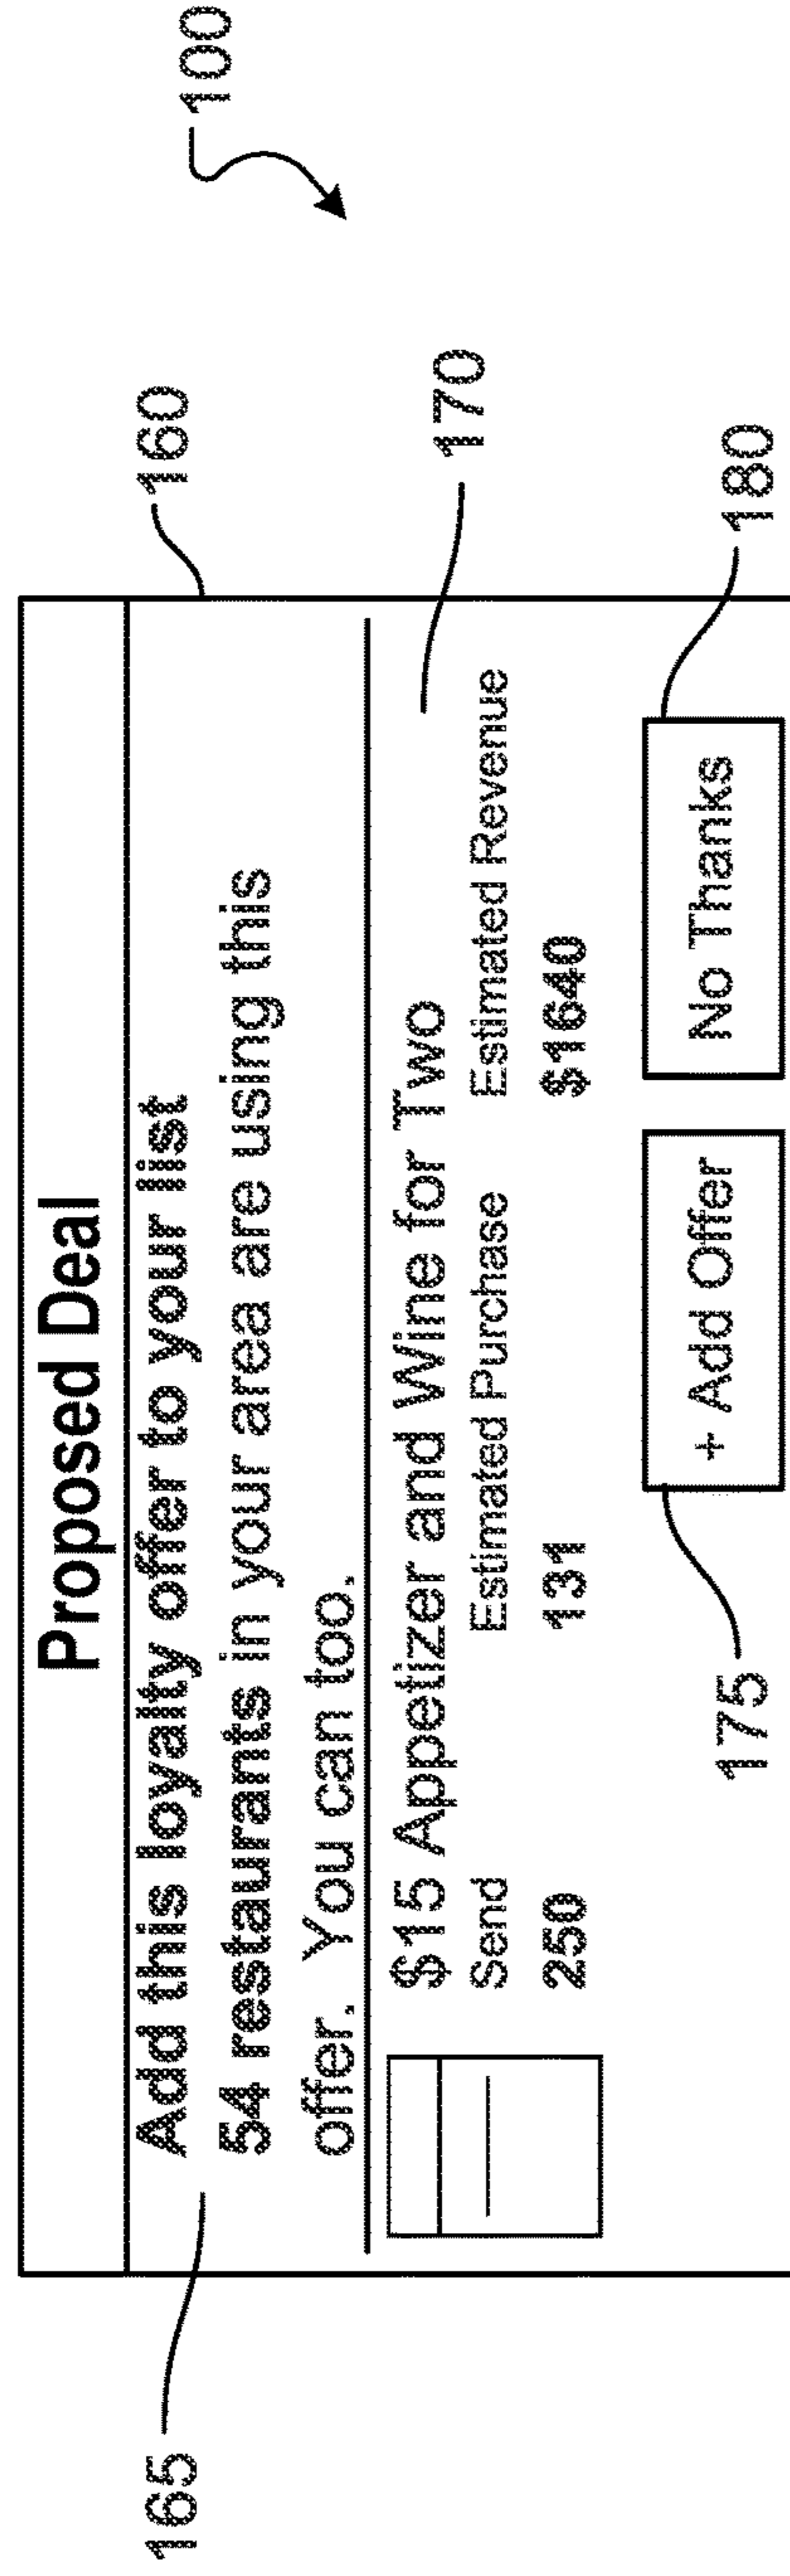 100
160
Proposed Deal
165
Add this loyalty offer to your list
54 restaurants in your area are using this
offer. You can too.
170
$15 Appetizer and Wine for Two
Send Estimated Purchase Estimated Revenue
250 131 $1640
175
+ Add Offer No Thanks
180